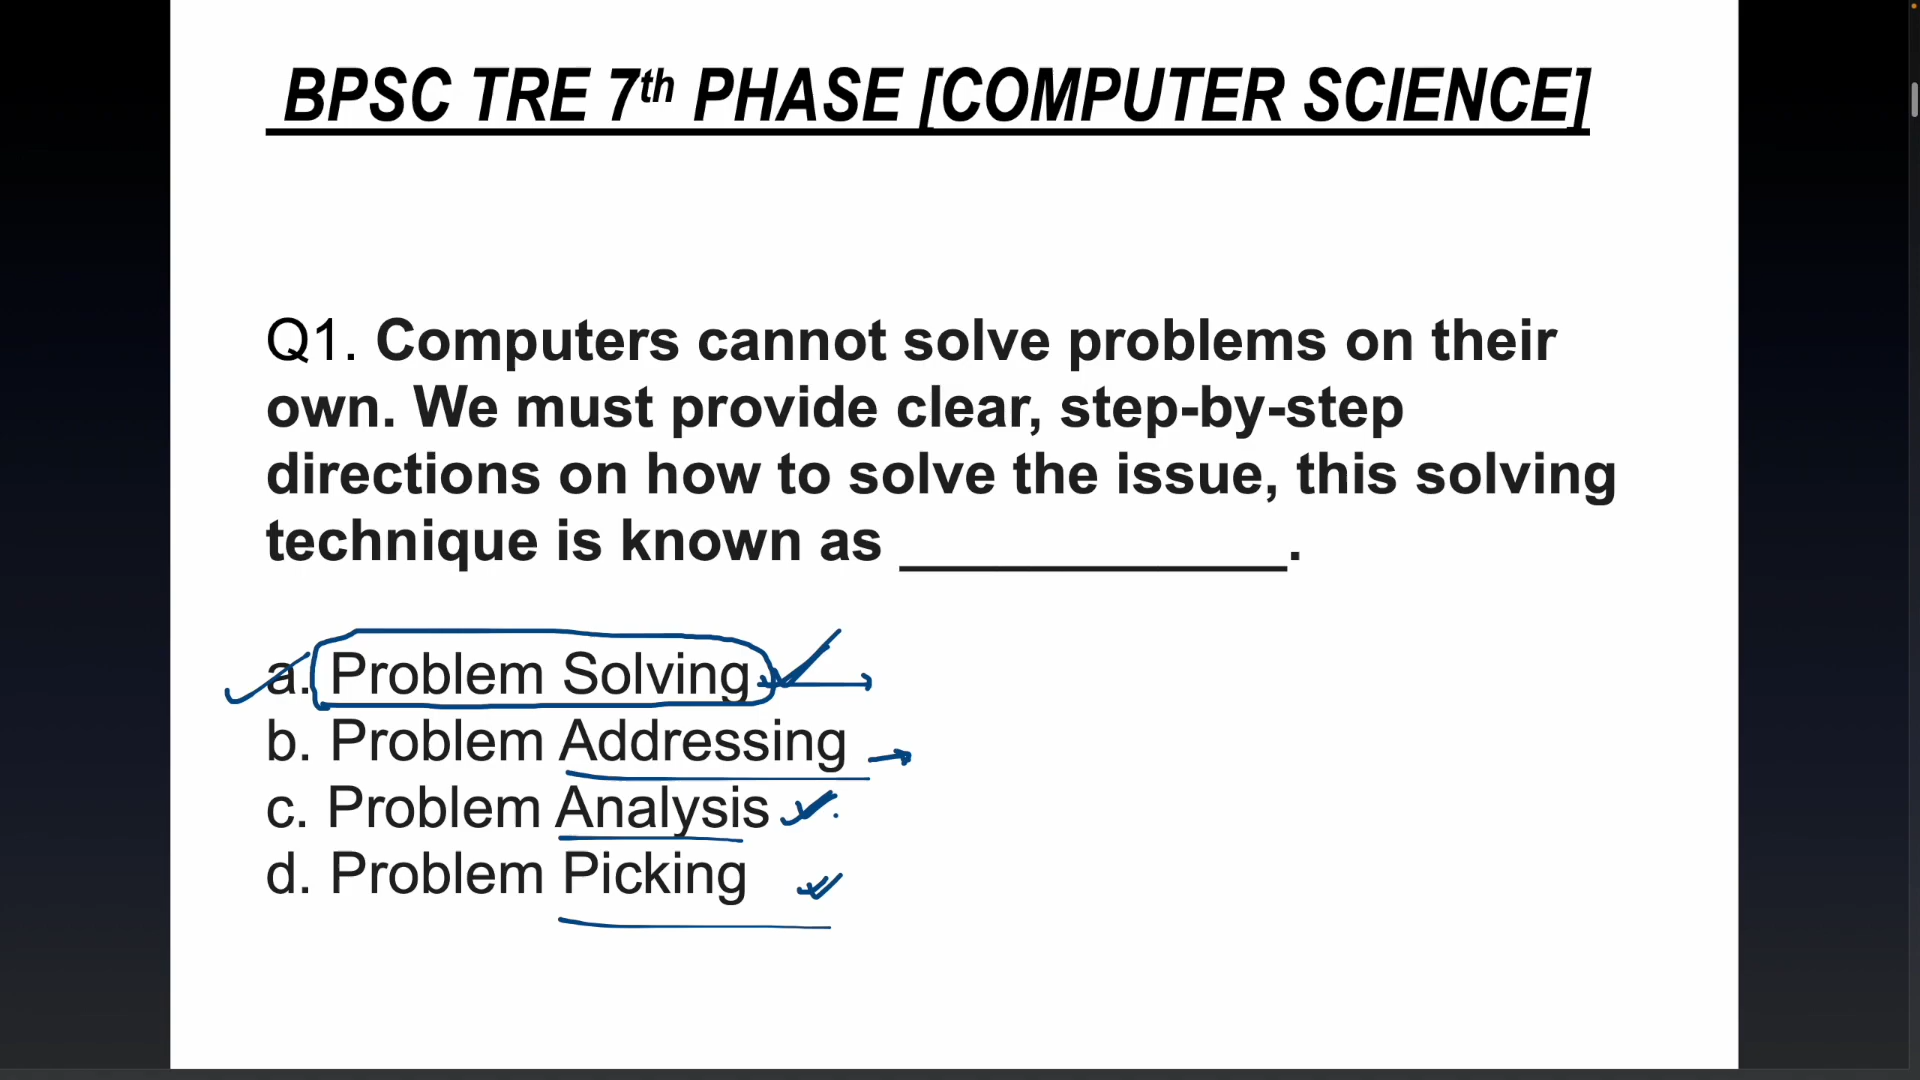 BPSC TRE 7th PHASE [COMPUTER SCIENCE]
Q1. Computers cannot solve problems on their
own. We must provide clear, step-by-step
directions on how to solve the issue, this solving
technique is known as ____________.
a. Problem Solving
b. Problem Addressing
c. Problem Analysis
d. Problem Picking